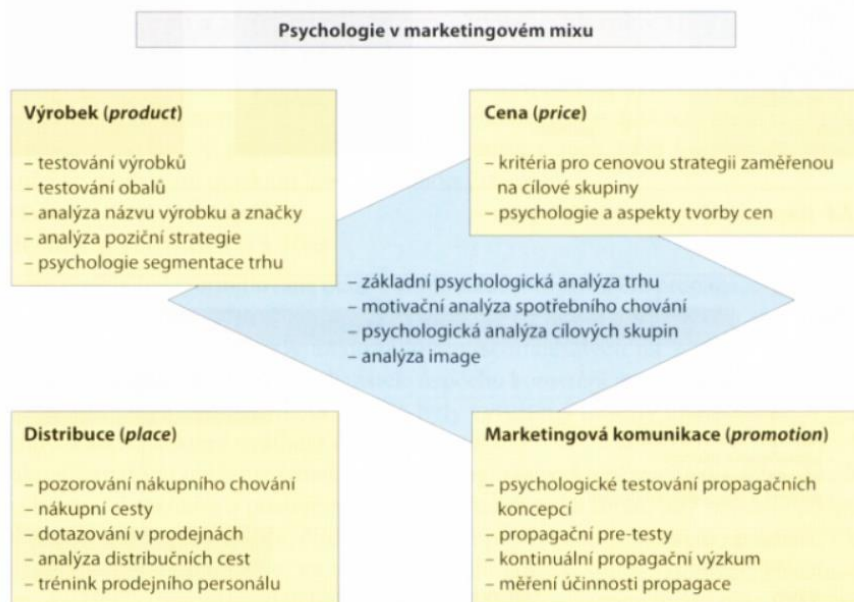 Psychologie v marketingovém mixu
Výrobek (product)
– testování výrobků
– testování obalů
– analýza názvu výrobku a značky
– analýza poziční strategie
– psychologie segmentace trhu
Cena (price)
– kritéria pro cenovou strategii zaměřenou
na cílové skupiny
– psychologie a aspekty tvorby cen
– základní psychologická analýza trhu
– motivační analýza spotřebního chování
– psychologická analýza cílových skupin
– analýza image
Distribuce (place)
– pozorování nákupního chování
– nákupní cesty
– dotazování v prodejnách
– analýza distribučních cest
– trénink prodejního personálu
Marketingová komunikace (promotion)
– psychologické testování propagačních
koncepcí
– propagační pre-testy
– kontinuální propagační výzkum
– měření účinnosti propagace